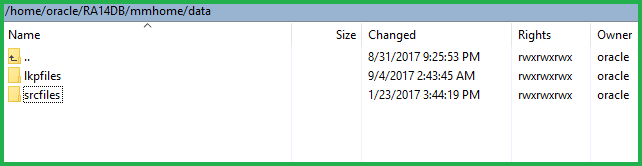 /home/oracle/RA14DB/mmhome/data
Name Size Changed Rights Owner
.. 8/31/2017 9:25:53 PM rwxrwxrwx oracle
lkpfiles 9/4/2017 2:43:45 AM rwxrwxrwx oracle
srcfiles 1/23/2017 3:44:19 PM rwxrwxrwx oracle